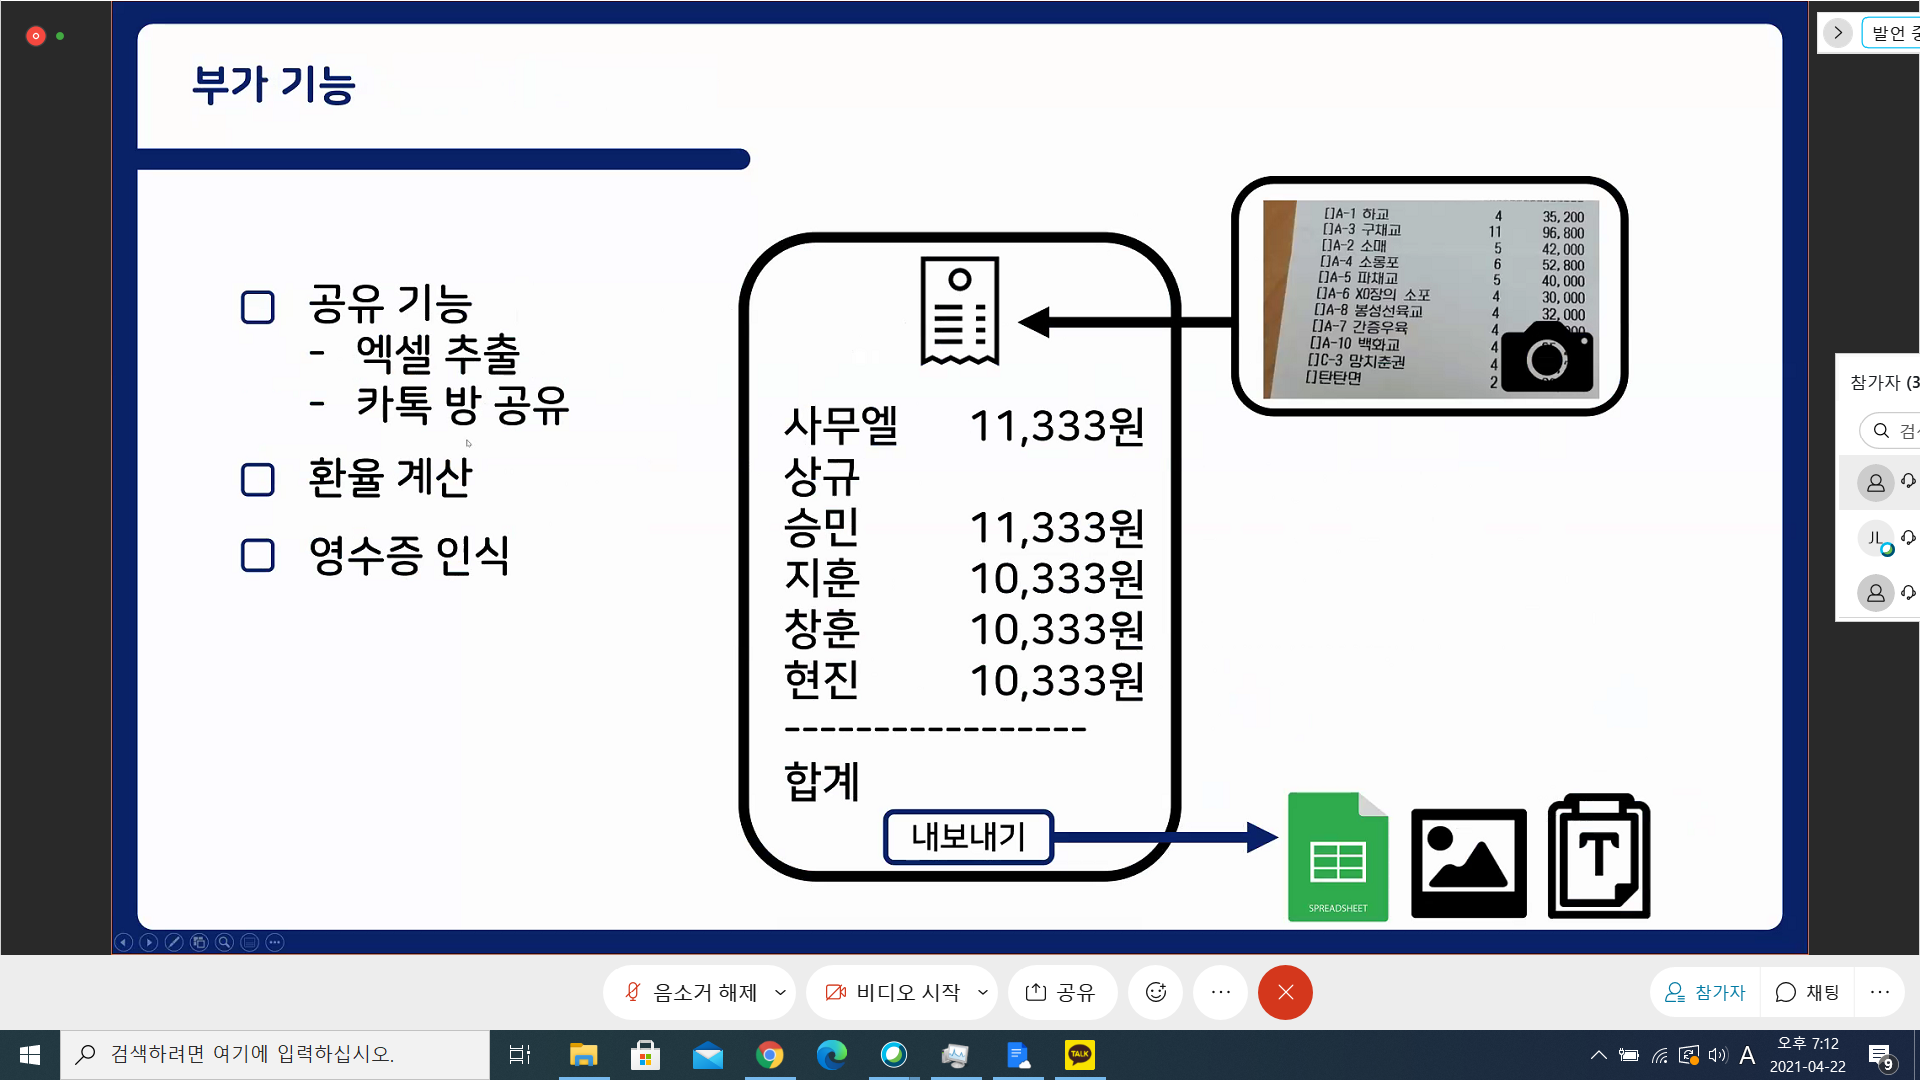 부가 기능
공유 기능
- 엑셀 추출
- 카톡 방 공유
환율 계산
영수증 인식
사무엘 11,333원
상규
승민 11,333원
지훈 10,333원
창훈 10,333원
현진 10,333원
-----------------
합계
내보내기
[]A-1 하교 4 35,200
[]A-3 구채교 11 96,800
[]A-2 소매 5 42,000
[]A-4 소롱포 6 52,800
[]A-5 파채교 5 40,000
[]A-6 XO장의 소포 4 30,000
[]A-8 봉성선육교 4 32,000
[]A-7 간증우육 4
[]A-10 백화교 4
[]C-3 망치춘권 4
[]탄탄면 2
SPREADSHEET
T
발언 중
참가자 (3
검색
JL
음소거 해제
비디오 시작
공유
참가자
채팅
검색하려면 여기에 입력하십시오.
TALK
A
오후 7:12
2021-04-22
9